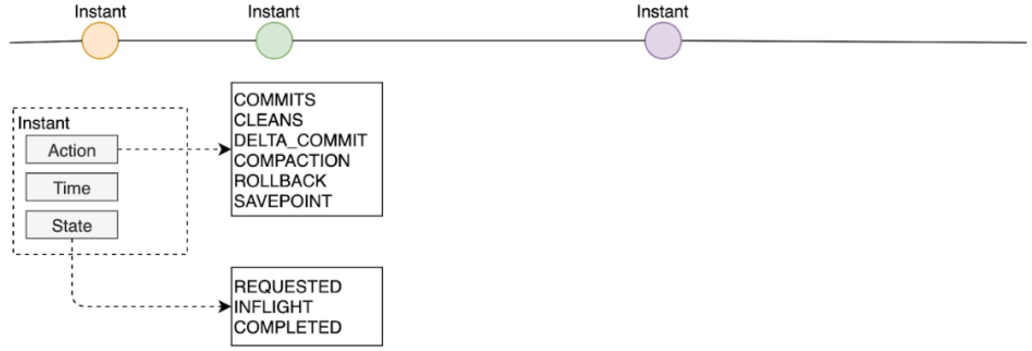 Instant
Instant
Instant
Instant
Action
Time
State
COMMITS
CLEANS
DELTA_COMMIT
COMPACTION
ROLLBACK
SAVEPOINT
REQUESTED
INFLIGHT
COMPLETED